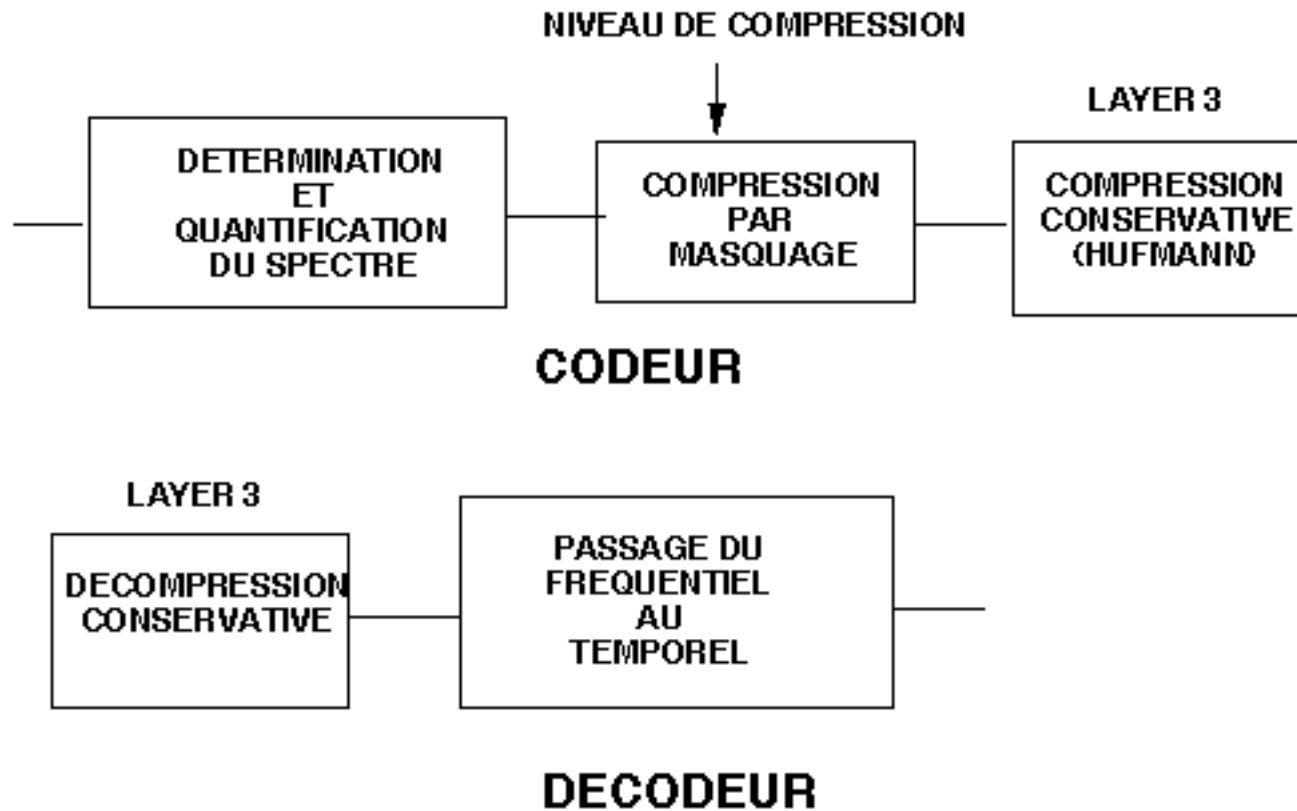 NIVEAU DE COMPRESSION
LAYER 3
DETERMINATION
ET
QUANTIFICATION
DU SPECTRE
COMPRESSION
PAR
MASQUAGE
COMPRESSION
CONSERVATIVE
(HUFMANN)
CODEUR
LAYER 3
DECOMPRESSION
CONSERVATIVE
PASSAGE DU
FREQUENTIEL
AU
TEMPOREL
DECODEUR